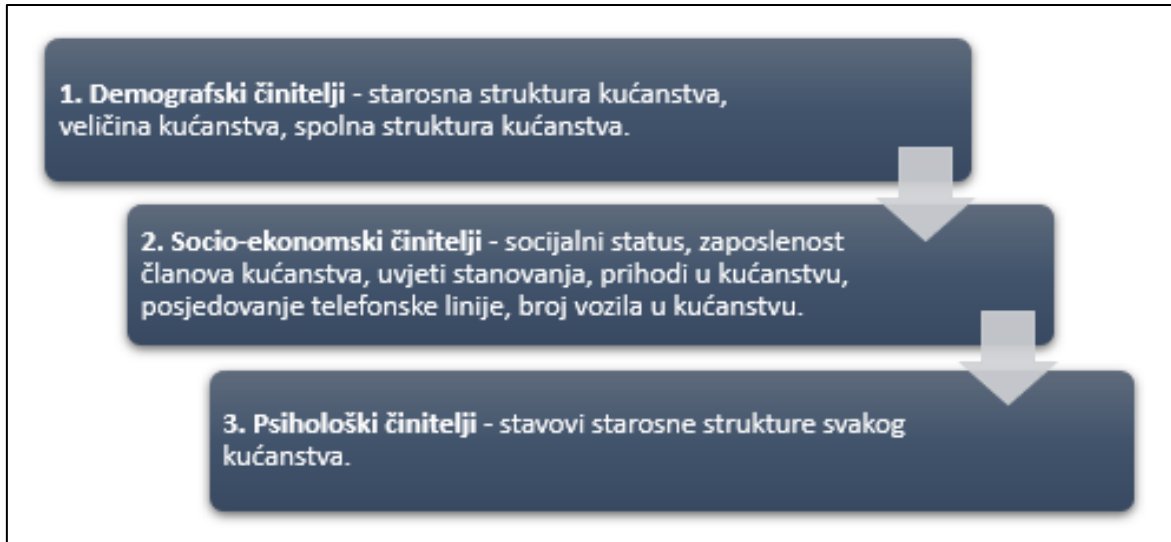 1. Demografski činitelji - starosna struktura kućanstva,
veličina kućanstva, spolna struktura kućanstva.
2. Socio-ekonomski činitelji - socijalni status, zaposlenost
članova kućanstva, uvjeti stanovanja, prihodi u kućanstvu,
posjedovanje telefonske linije, broj vozila u kućanstvu.
3. Psihološki činitelji - stavovi starosne strukture svakog
kućanstva.